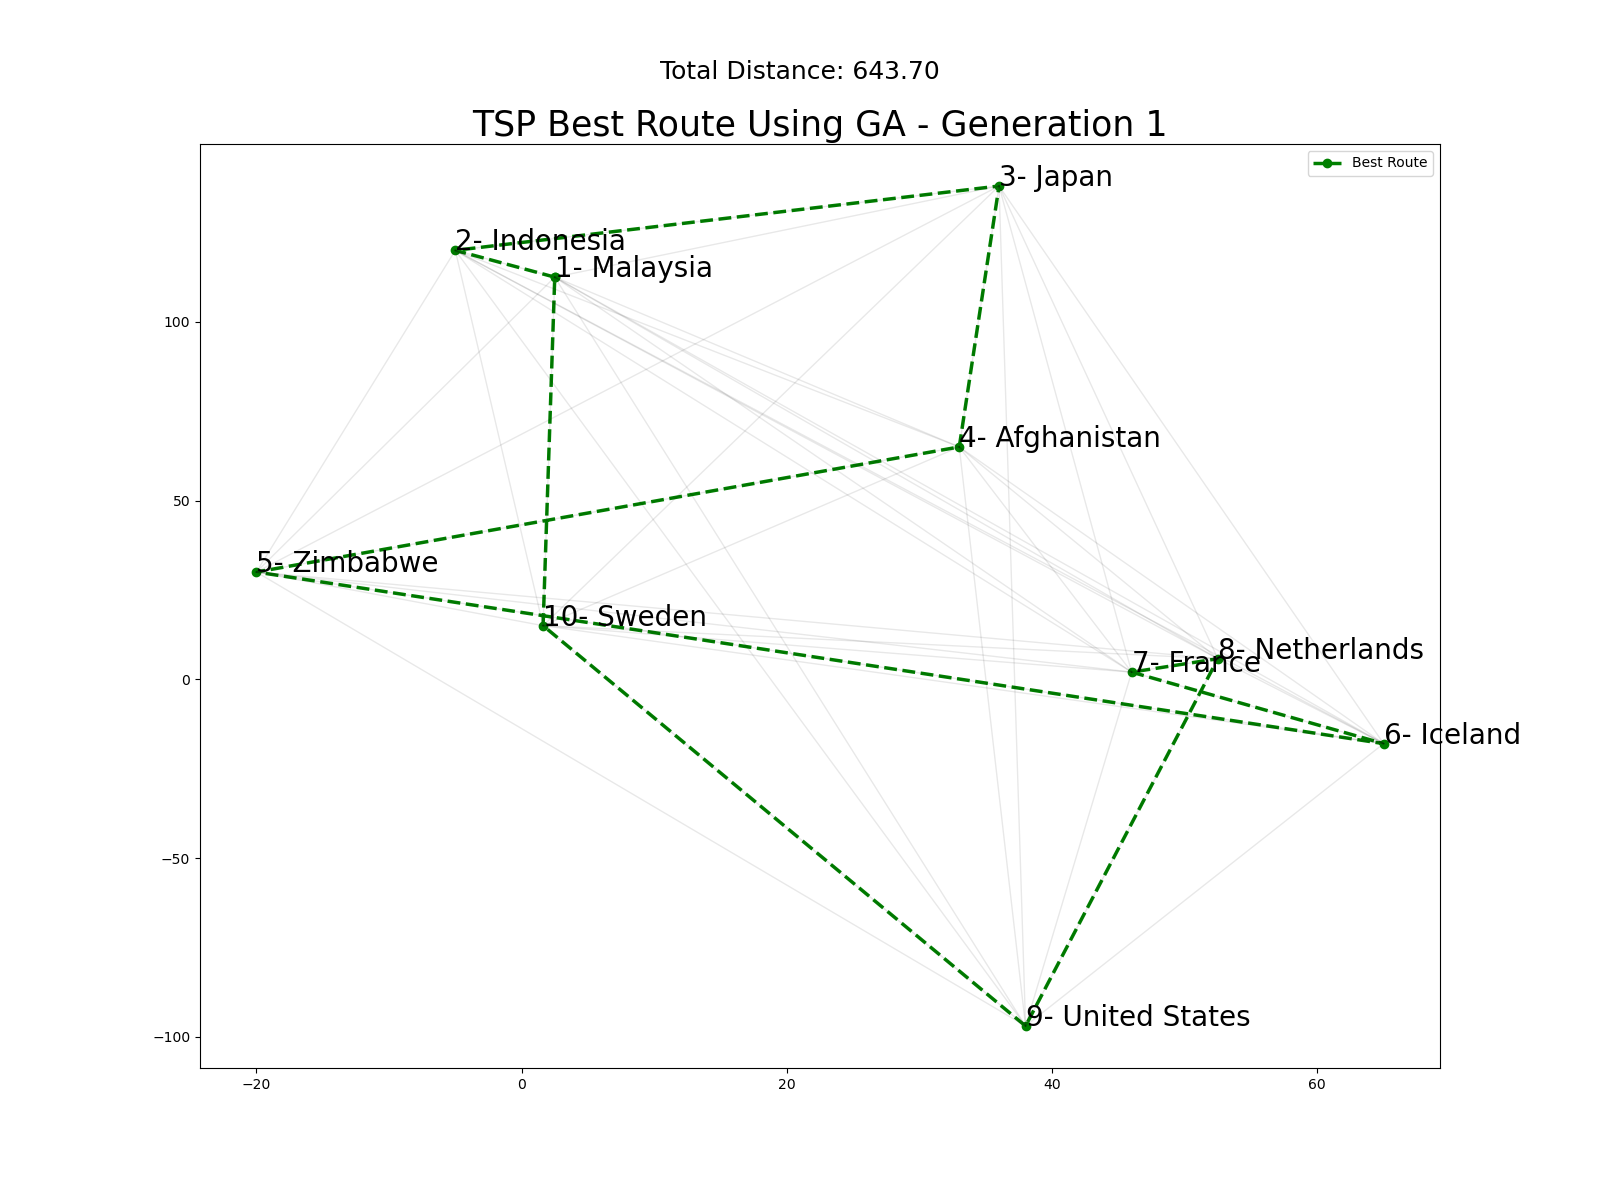 Total Distance: 643.70
TSP Best Route Using GA - Generation 1
Best Route
3- Japan
2- Indonesia
1- Malaysia
100
4- Afghanistan
50
5- Zimbabwe
10- Sweden
8- Netherlands
7- France
0
6- Iceland
−50
9- United States
−100
−20 0 20 40 60